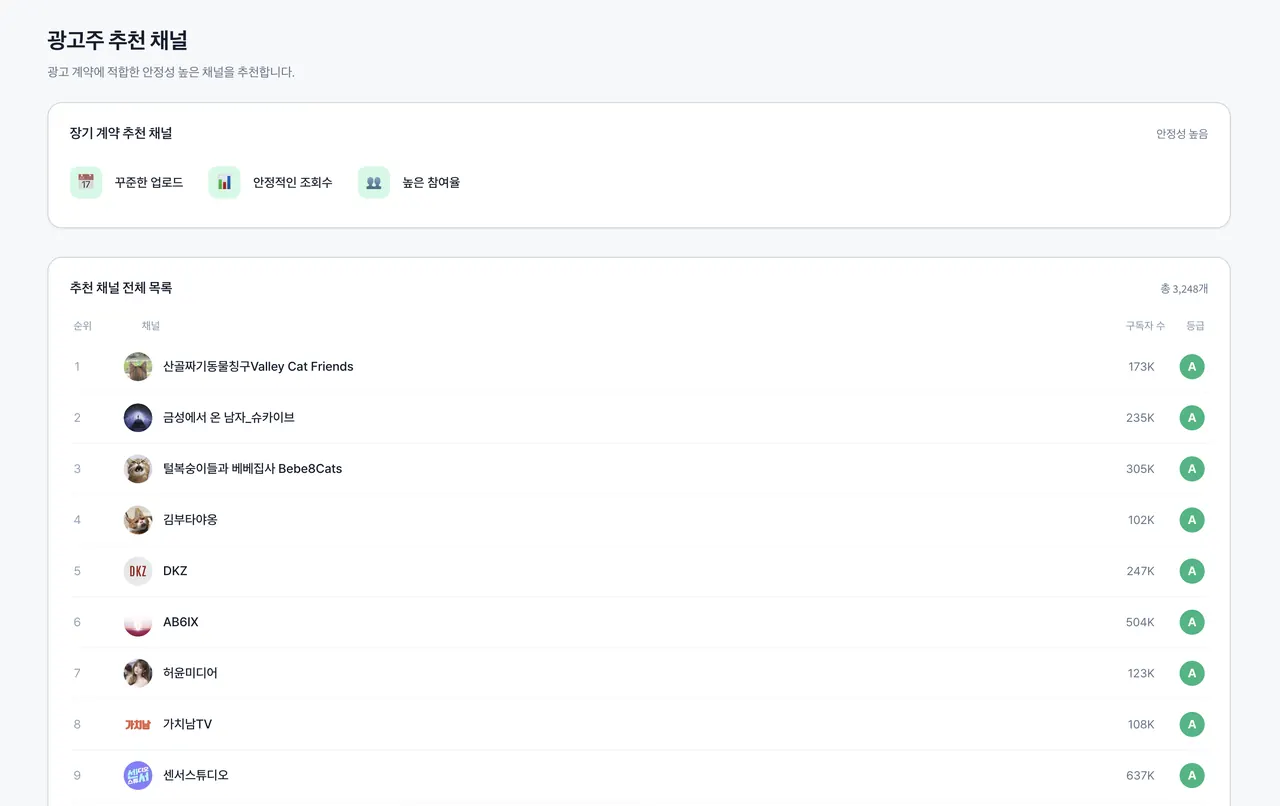 광고주 추천 채널
광고 계약에 적합한 안정성 높은 채널을 추천합니다.
장기 계약 추천 채널 안정성 높음
17 꾸준한 업로드 안정적인 조회수 높은 참여율
추천 채널 전체 목록 총 3,248개
순위 채널 구독자 수 등급
1 산골짜기동물칭구Valley Cat Friends 173K A
2 금성에서 온 남자_슈카이브 235K A
3 털복숭이들과 베베집사 Bebe8Cats 305K A
4 김부타야옹 102K A
5 DKZ DKZ 247K A
6 AB6IX 504K A
7 허윤미디어 123K A
8 가치남 가치남TV 108K A
9 센서스튜디오 637K A